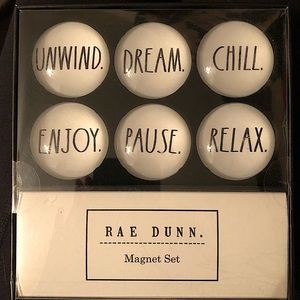 UNWIND. DREAM. CHILL.
ENJOY. PAUSE. RELAX.
RAE DUNN.
Magnet Set